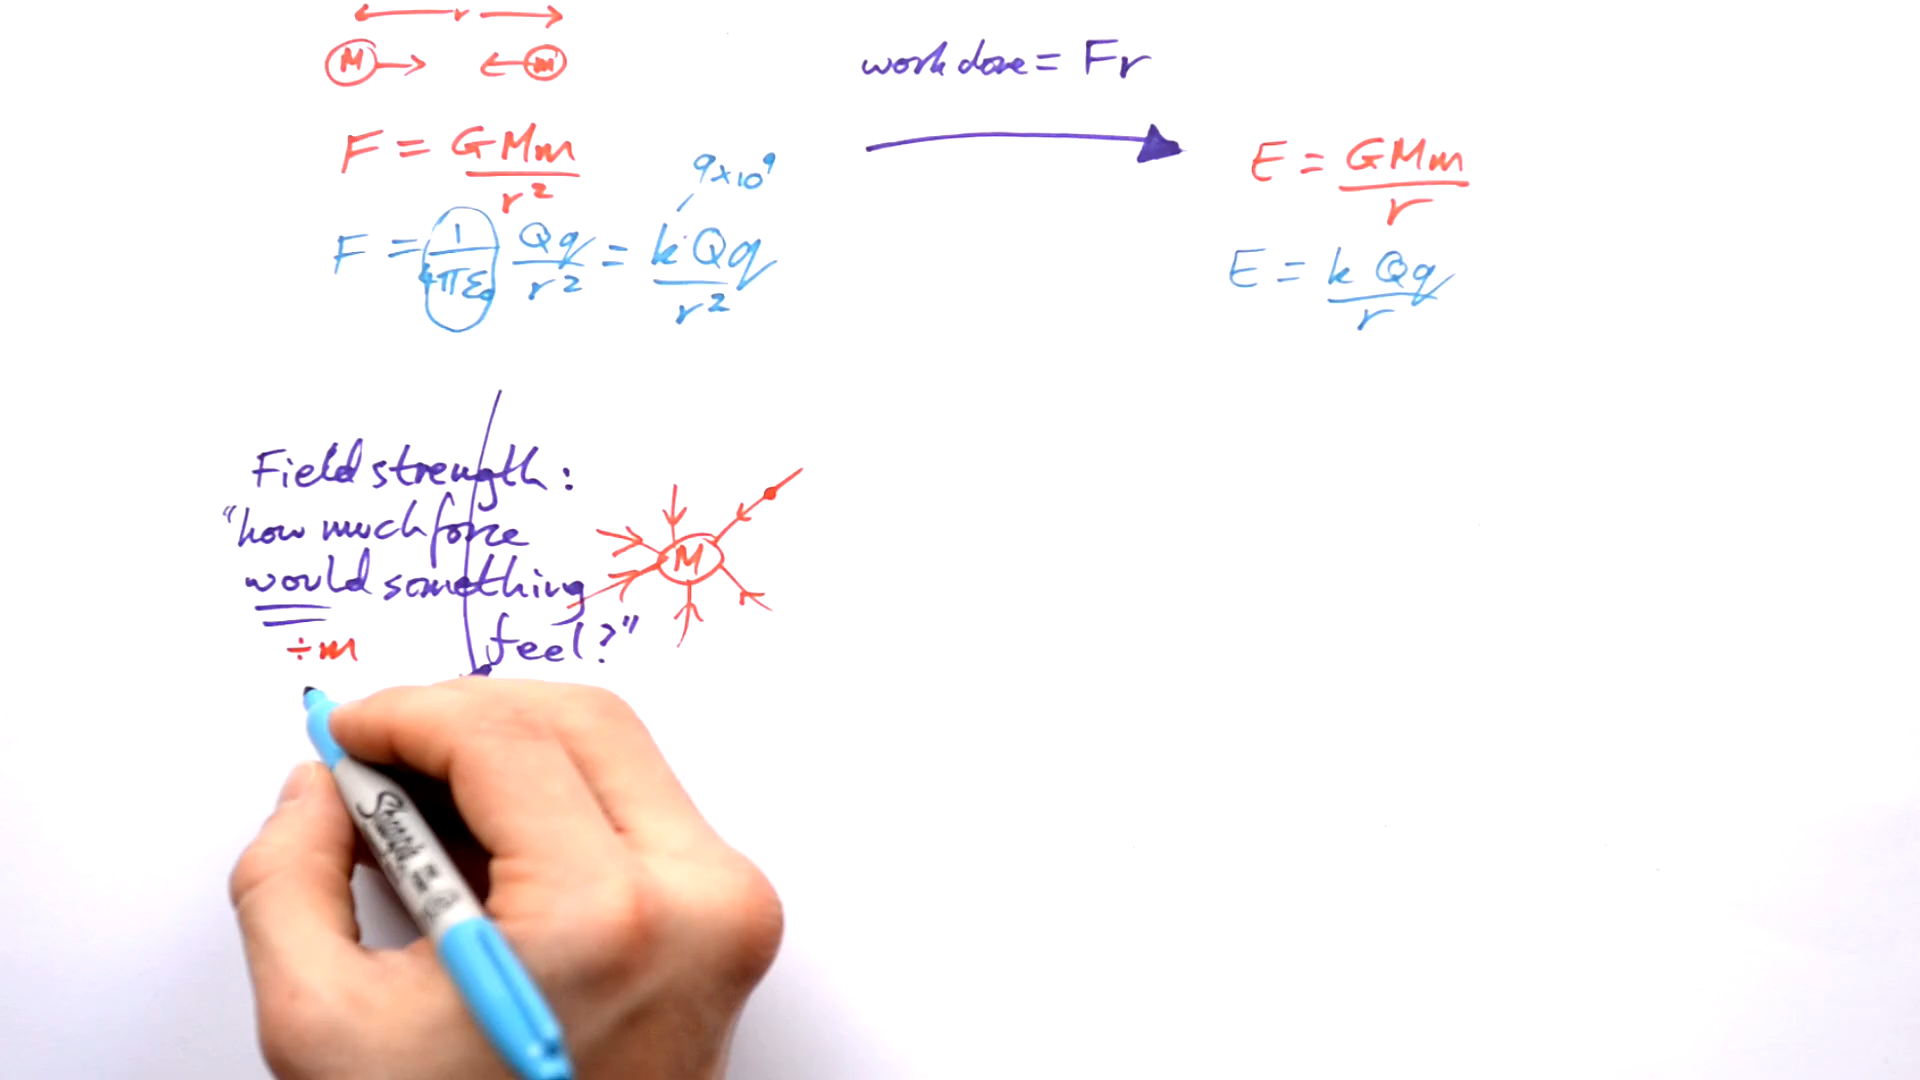 r
M m
work done = Fr
F = GMm / r²
E = GMm / r
9x10⁹
F = 1 / 4πε₀ Qq / r² = k Qq / r²
E = k Qq / r
Field strength:
"how much force
would something
feel?"
M
÷m
Sharpie